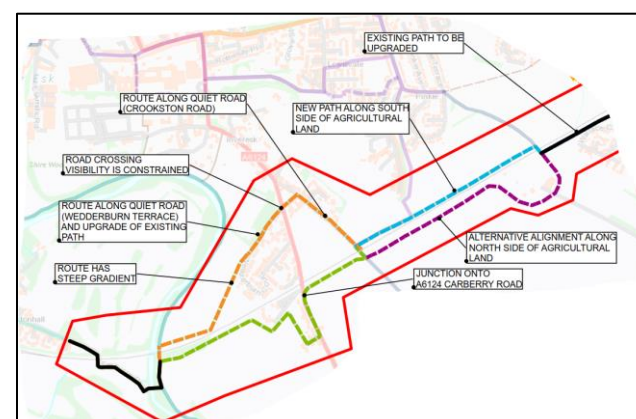 EXISTING PATH TO BE
UPGRADED
ROUTE ALONG QUIET ROAD
(CROOKSTON ROAD)
NEW PATH ALONG SOUTH
SIDE OF AGRICULTURAL
LAND
ROAD CROSSING
VISIBILITY IS CONSTRAINED
A6124
ROUTE ALONG QUIET ROAD
(WEDDERBURN TERRACE)
AND UPGRADE OF EXISTING
PATH
ALTERNATIVE ALIGNMENT ALONG
NORTH SIDE OF AGRICULTURAL
LAND
ROUTE HAS
STEEP GRADIENT
JUNCTION ONTO
A6124 CARBERRY ROAD